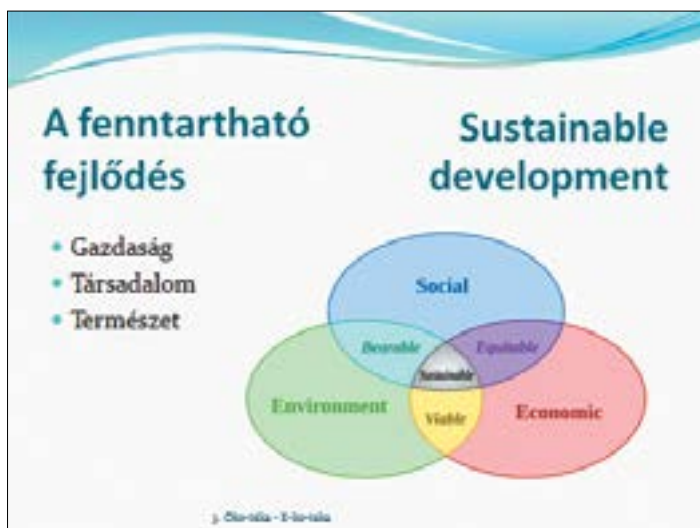 A fenntartható
fejlődés
Sustainable
development
• Gazdaság
• Társadalom
• Természet
Social
Bearable
Equitable
Sustainable
Environment
Viable
Economic